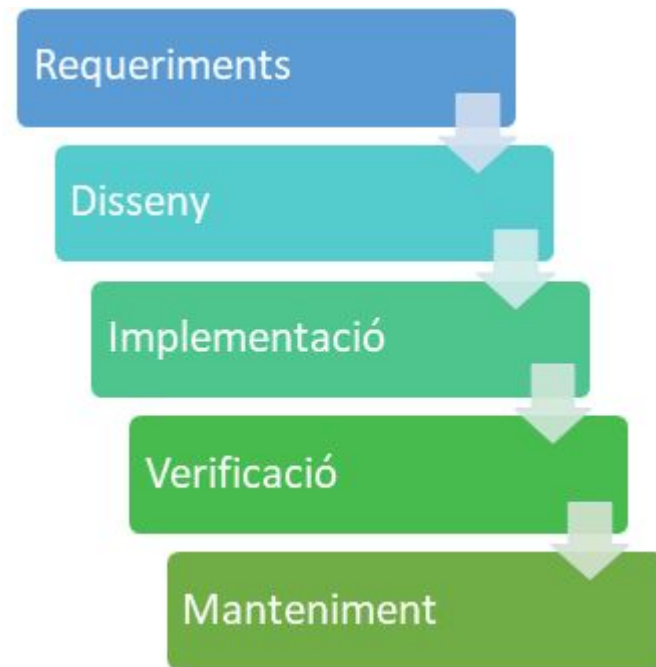 Requeriments
Disseny
Implementació
Verificació
Manteniment